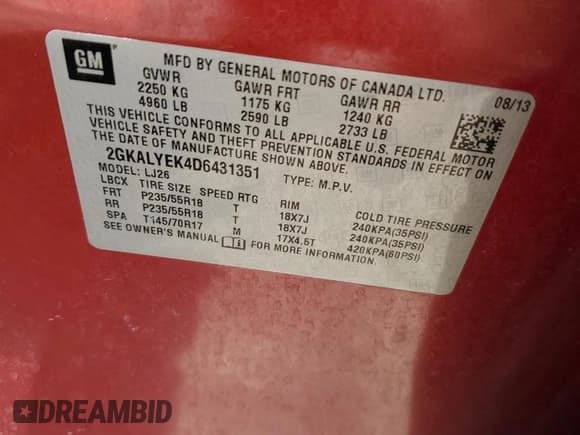 GM
MFD BY GENERAL MOTORS OF CANADA LTD.
GVWR GAWR FRT GAWR RR 08/13
2250 KG 1175 KG 1240 KG
4960 LB 2590 LB 2733 LB
THIS VEHICLE CONFORMS TO ALL APPLICABLE U.S. FEDERAL MOTOR
VEHICLE SAFETY AND THEFT PREVENTION STANDARDS IN EFFECT ON
THE DATE OF MANUFACTURE SHOWN ABOVE.
2GKALYEK4D6431351 TYPE: M.P.V.
MODEL: LJ26
LBCX TIRE SIZE SPEED RTG RIM COLD TIRE PRESSURE
FRT P235/55R18 T 18X7J 240KPA(35PSI)
RR P235/55R18 T 18X7J 240KPA(35PSI)
SPA T145/70R17 M 17X4.5T 420KPA(60PSI)
SEE OWNER'S MANUAL FOR MORE INFORMATION.
DREAMBID